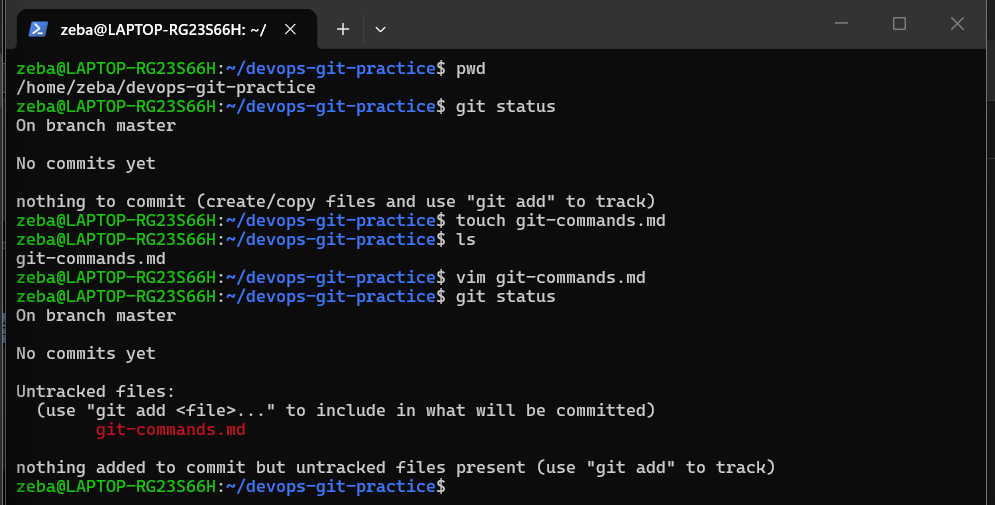 zeba@LAPTOP-RG23S66H: ~/
zeba@LAPTOP-RG23S66H:~/devops-git-practice$ pwd
/home/zeba/devops-git-practice
zeba@LAPTOP-RG23S66H:~/devops-git-practice$ git status
On branch master
No commits yet
nothing to commit (create/copy files and use "git add" to track)
zeba@LAPTOP-RG23S66H:~/devops-git-practice$ touch git-commands.md
zeba@LAPTOP-RG23S66H:~/devops-git-practice$ ls
git-commands.md
zeba@LAPTOP-RG23S66H:~/devops-git-practice$ vim git-commands.md
zeba@LAPTOP-RG23S66H:~/devops-git-practice$ git status
On branch master
No commits yet
Untracked files:
  (use "git add <file>..." to include in what will be committed)
        git-commands.md
nothing added to commit but untracked files present (use "git add" to track)
zeba@LAPTOP-RG23S66H:~/devops-git-practice$